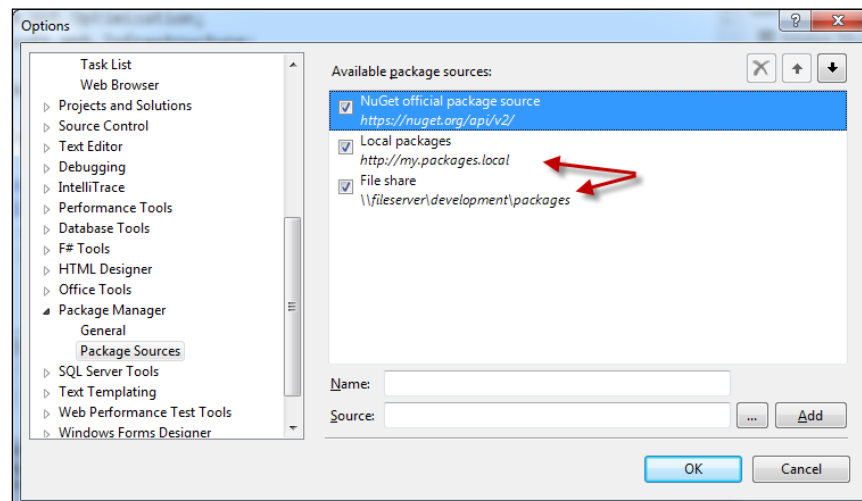 Options
Task List
Web Browser
Projects and Solutions
Source Control
Text Editor
Debugging
IntelliTrace
Performance Tools
Database Tools
F# Tools
HTML Designer
Office Tools
Package Manager
General
Package Sources
SQL Server Tools
Text Templating
Web Performance Test Tools
Windows Forms Designer
Available package sources:
NuGet official package source
https://nuget.org/api/v2/
Local packages
http://my.packages.local
File share
\\fileserver\development\packages
Name:
Source:
...
Add
OK
Cancel